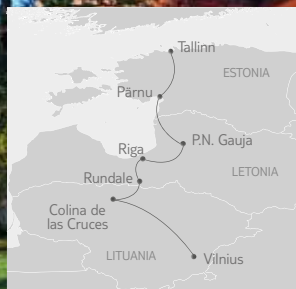 Tallinn
ESTONIA
Pärnu
P.N. Gauja
Riga
LETONIA
Rundale
Colina de
las Cruces
LITUANIA
Vilnius